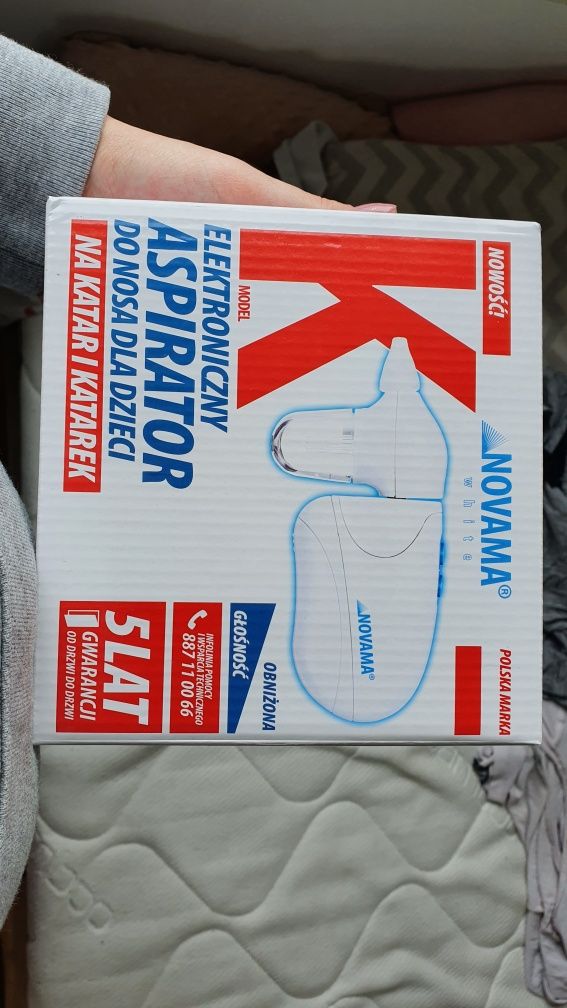 NOWOŚĆ!
K
MODEL
NOVAMA®
white
POLSKA MARKA
ELEKTRONICZNY
ASPIRATOR
DO NOSA DLA DZIECI
NA KATAR I KATAREK
NOVAMA®
OBNIŻONA
GŁOŚNOŚĆ
INFOLINIA POMOCY
I WSPARCIA TECHNICZNEGO
887 11 00 66
5 LAT
GWARANCJI
OD DRZWI DO DRZWI